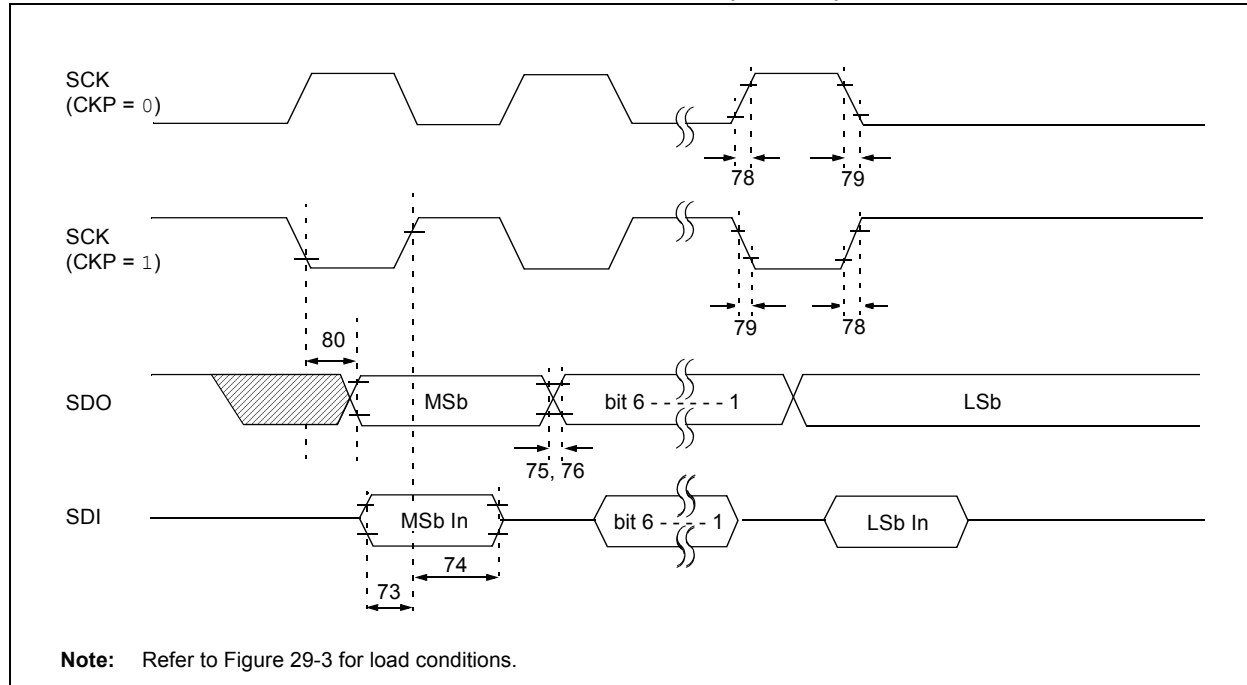 SCK
(CKP = 0)
78
79
SCK
(CKP = 1)
79
78
80
SDO
MSb
bit 6 - - - - - - 1
LSb
75, 76
SDI
MSb In
bit 6 - - - - 1
LSb In
74
73
Note: Refer to Figure 29-3 for load conditions.